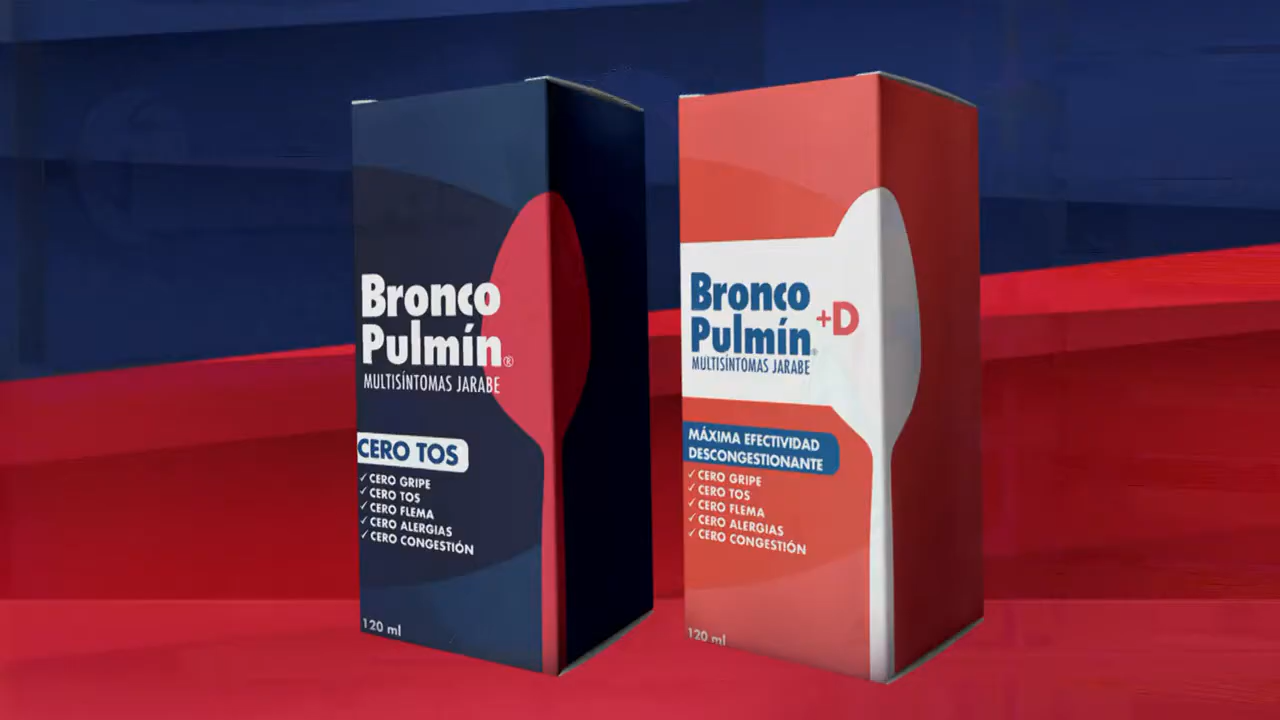 Bronco
Pulmín®
MULTISÍNTOMAS JARABE
CERO TOS
✓ CERO GRIPE
✓ CERO TOS
✓ CERO FLEMA
✓ CERO ALERGIAS
✓ CERO CONGESTIÓN
120 ml
Bronco
Pulmín® +D
MULTISÍNTOMAS JARABE
MÁXIMA EFECTIVIDAD
DESCONGESTIONANTE
✓ CERO GRIPE
✓ CERO TOS
✓ CERO FLEMA
✓ CERO ALERGIAS
✓ CERO CONGESTIÓN
120 ml